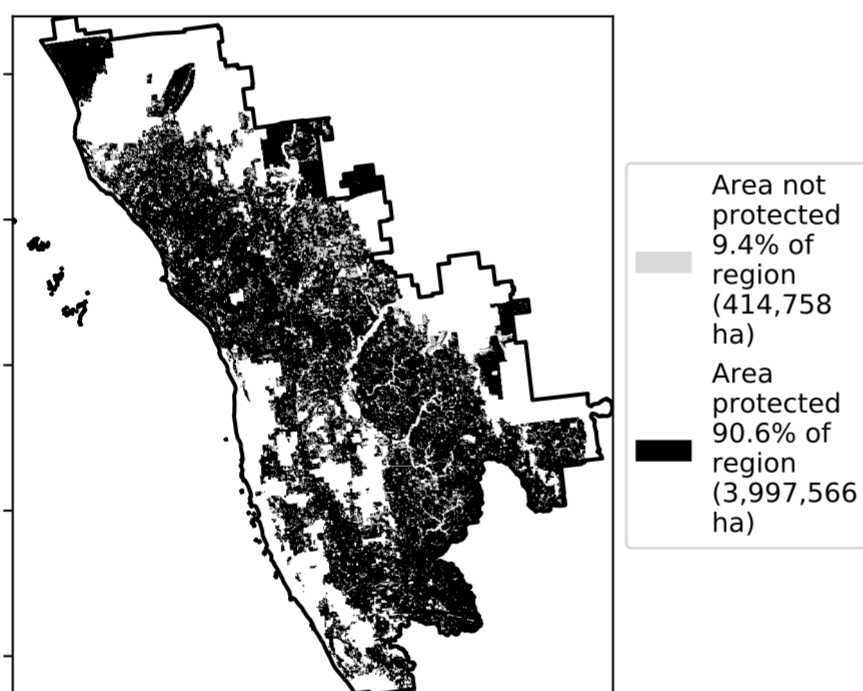 Area not
protected
9.4% of
region
(414,758
ha)
Area
protected
90.6% of
region
(3,997,566
ha)